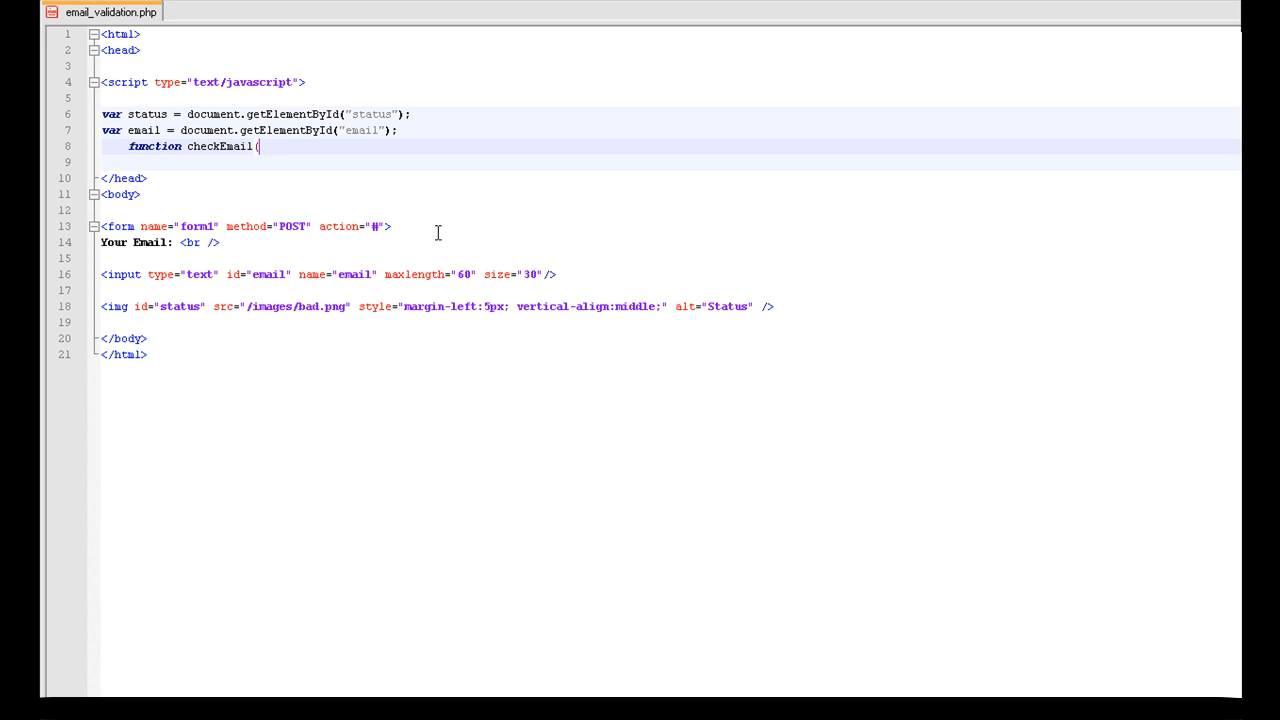 email_validation.php
1 <html>
2 <head>
3
4 <script type="text/javascript">
5
6 var status = document.getElementById("status");
7 var email = document.getElementById("email");
8 function checkEmail(
9
10 </head>
11 <body>
12
13 <form name="form1" method="POST" action="#">
14 Your Email: <br />
15
16 <input type="text" id="email" name="email" maxlength="60" size="30"/>
17
18 <img id="status" src="/images/bad.png" style="margin-left:5px; vertical-align:middle;" alt="Status" />
19
20 </body>
21 </html>